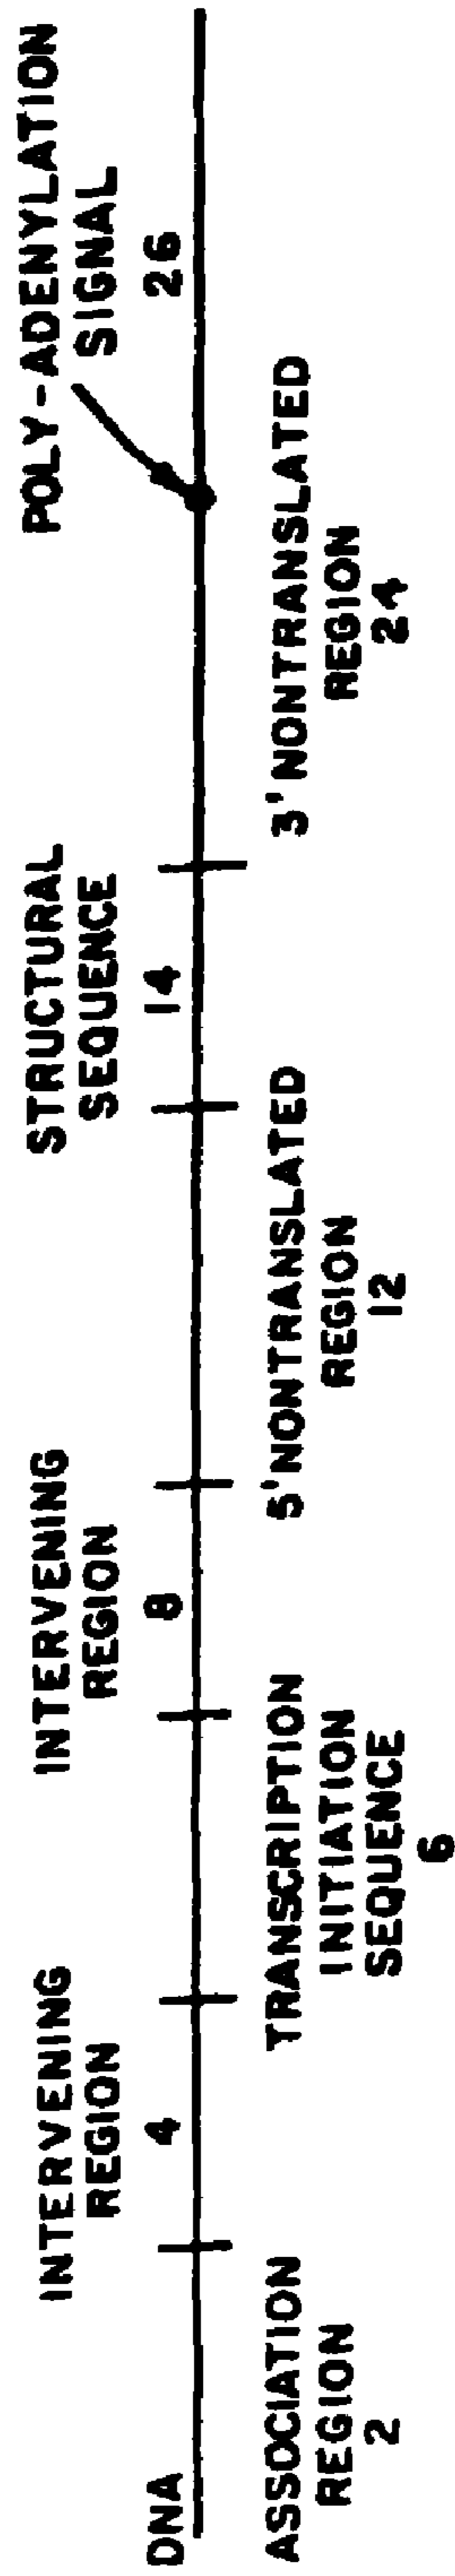 DNA
ASSOCIATION
REGION
2
INTERVENING
REGION
4
TRANSCRIPTION
INITIATION
SEQUENCE
6
INTERVENING
REGION
8
5' NONTRANSLATED
REGION
12
STRUCTURAL
SEQUENCE
14
3' NONTRANSLATED
REGION
24
POLY-ADENYLATION
SIGNAL
26